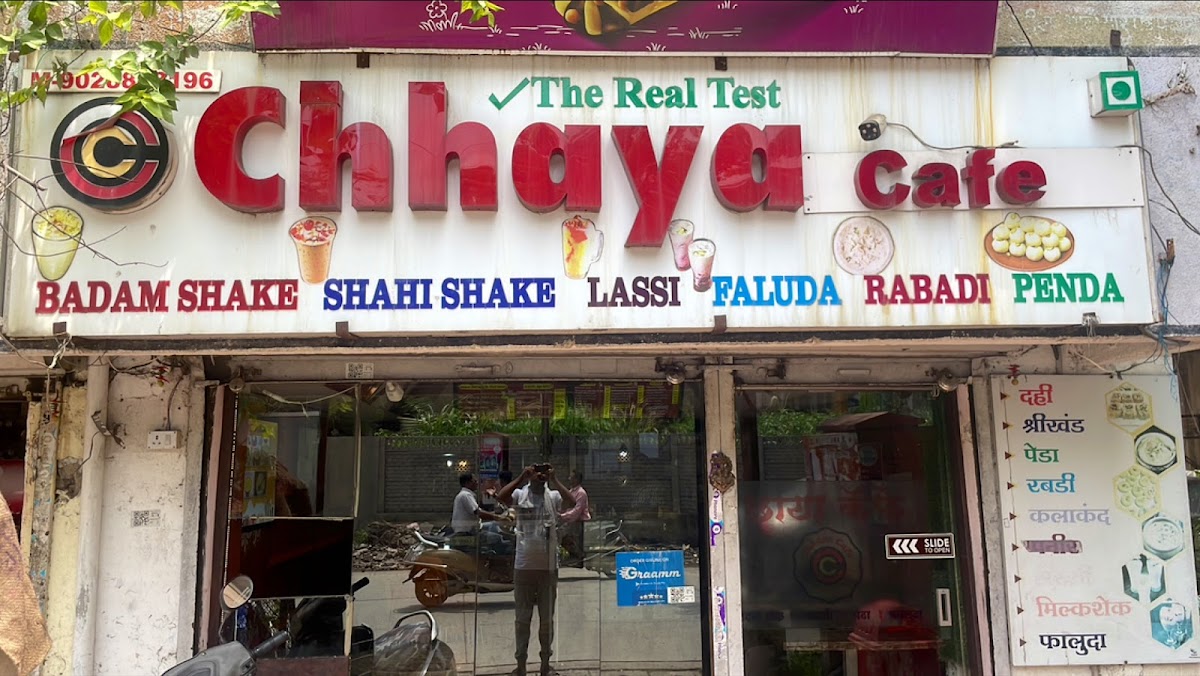 The Real Test
Chhaya Cafe
BADAM SHAKE SHAHI SHAKE LASSI FALUDA RABADI PENDA
दही
श्रीखंड
पेडा
रबडी
कलाकंद
पनीर
मिल्कशेक
फालुदा
SLIDE
TO OPEN
Graamm